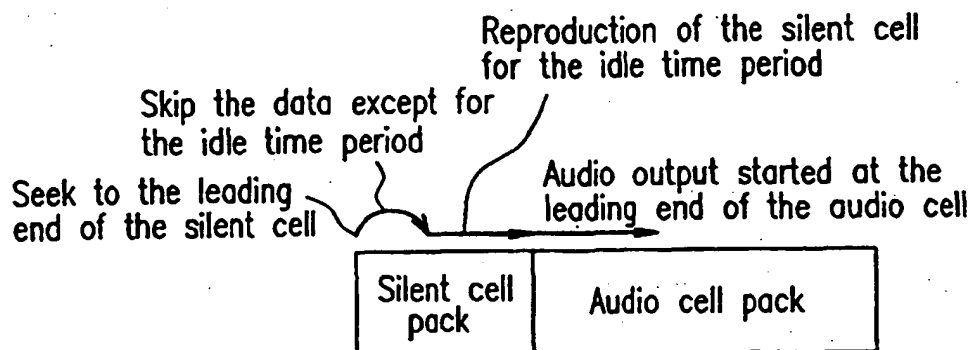 Reproduction of the silent cell
for the idle time period
Skip the data except for
the idle time period
Seek to the leading
end of the silent cell
Audio output started at the
leading end of the audio cell
Silent cell
pack
Audio cell pack